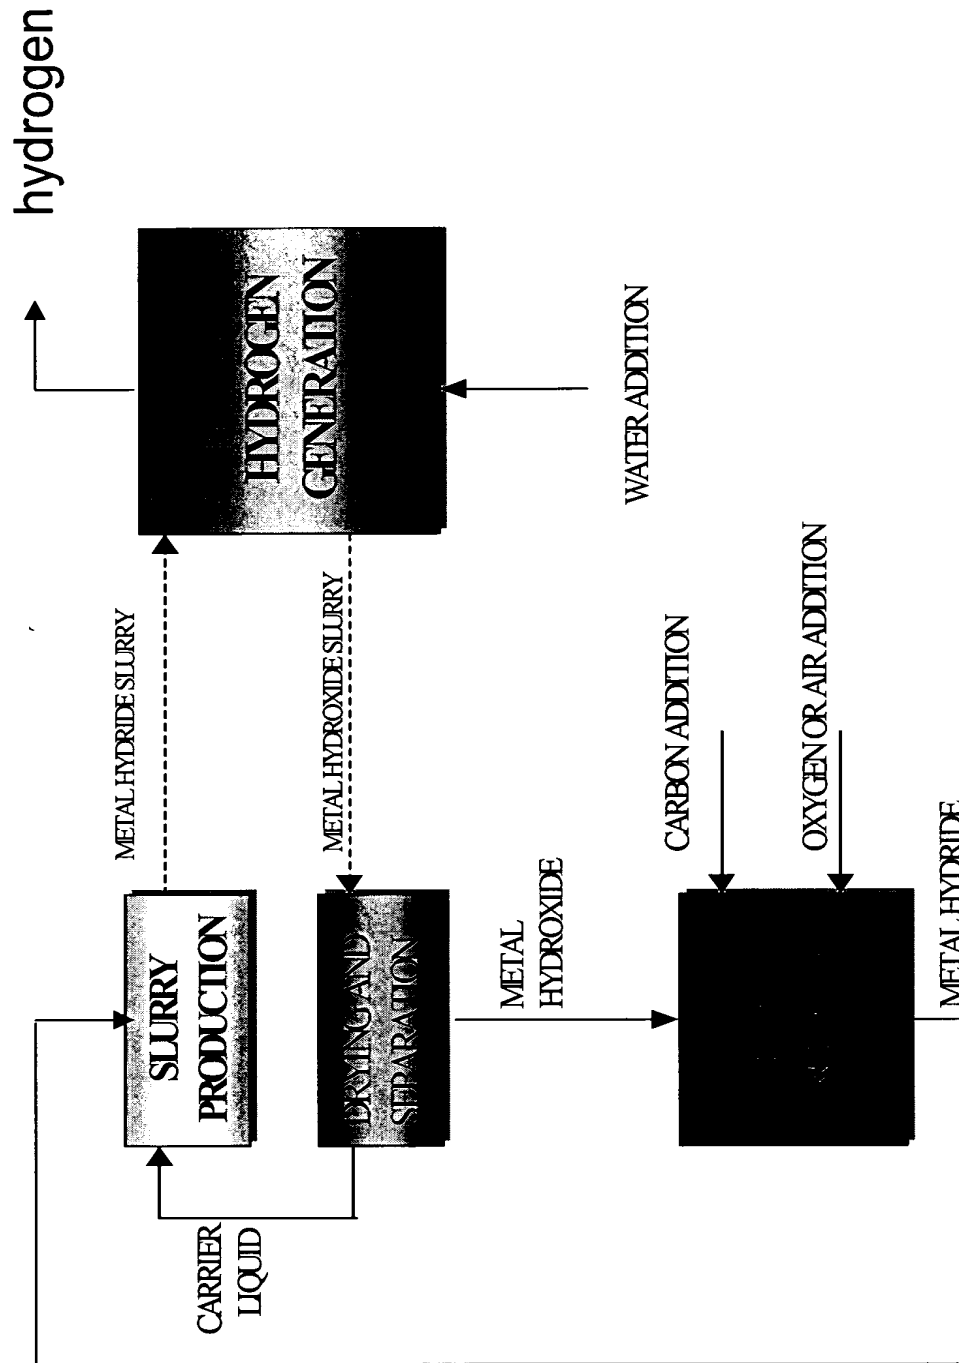 hydrogen
HYDROGEN
GENERATION
WATER ADDITION
METAL HYDRIDE SLURRY
METAL HYDROXIDE SLURRY
CARBON ADDITION
OXYGEN OR AIR ADDITION
SLURRY
PRODUCTION
DRYING AND
SEPARATION
METAL
HYDROXIDE
METAL HYDRIDE
CARRIER
LIQUID